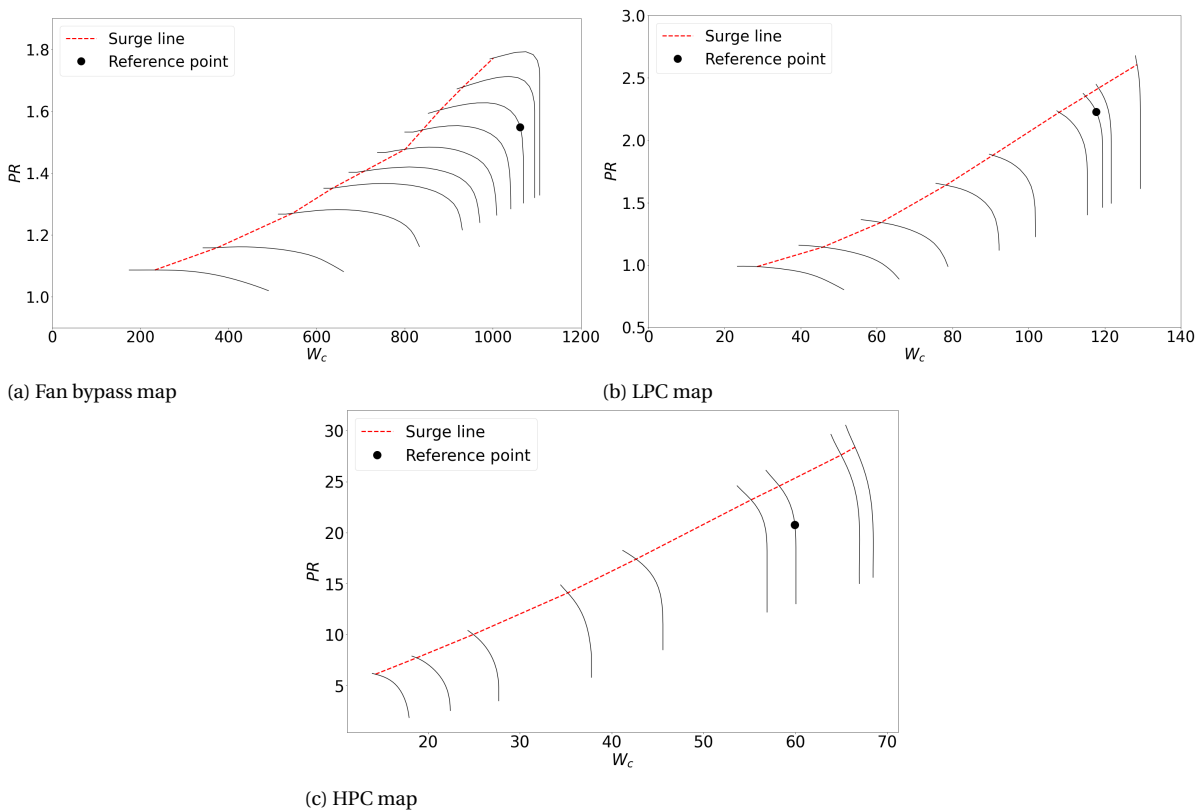 Surge line
Reference point
PR
1.8
1.6
1.4
1.2
1.0
0 200 400 600 800 1000 1200
W_c
(a) Fan bypass map
Surge line
Reference point
PR
3.0
2.5
2.0
1.5
1.0
0.5
0 20 40 60 80 100 120 140
W_c
(b) LPC map
Surge line
Reference point
PR
30
25
20
15
10
5
20 30 40 50 60 70
W_c
(c) HPC map